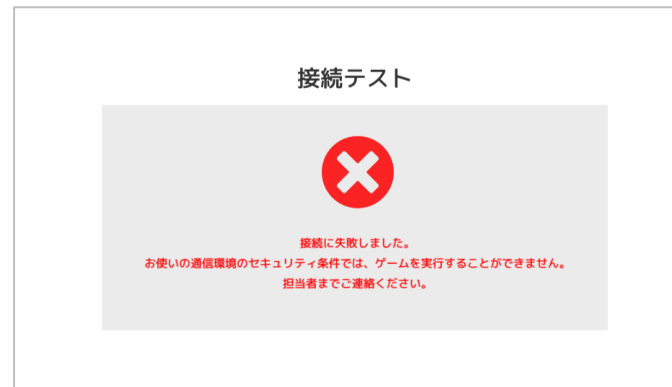 接続テスト
接続に失敗しました。
お使いの通信環境のセキュリティ条件では、ゲームを実行することができません。
担当者までご連絡ください。